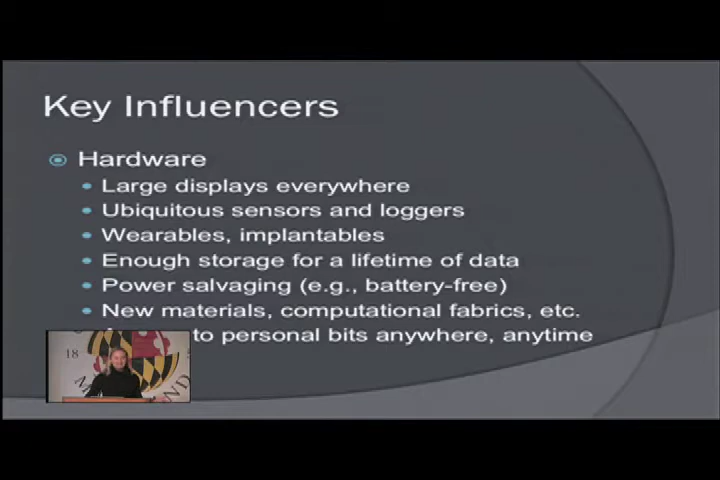 Key Influencers
Hardware
Large displays everywhere
Ubiquitous sensors and loggers
Wearables, implantables
Enough storage for a lifetime of data
Power salvaging (e.g., battery-free)
New materials, computational fabrics, etc.
to personal bits anywhere, anytime
18